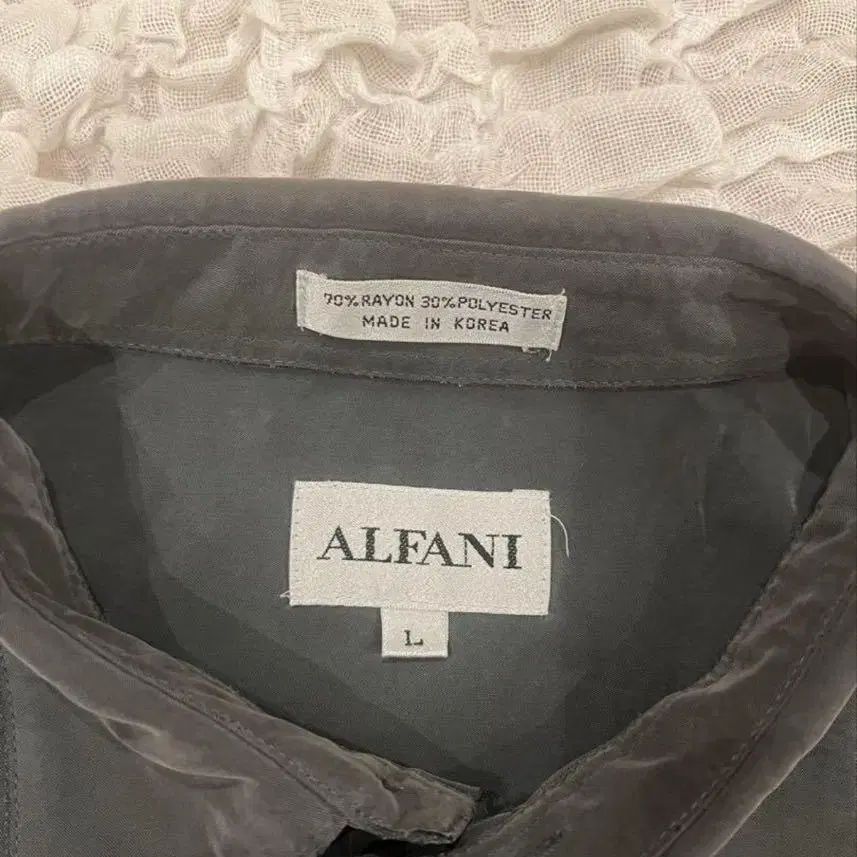 70% RAYON 30% POLYESTER
MADE IN KOREA
ALFANI
L